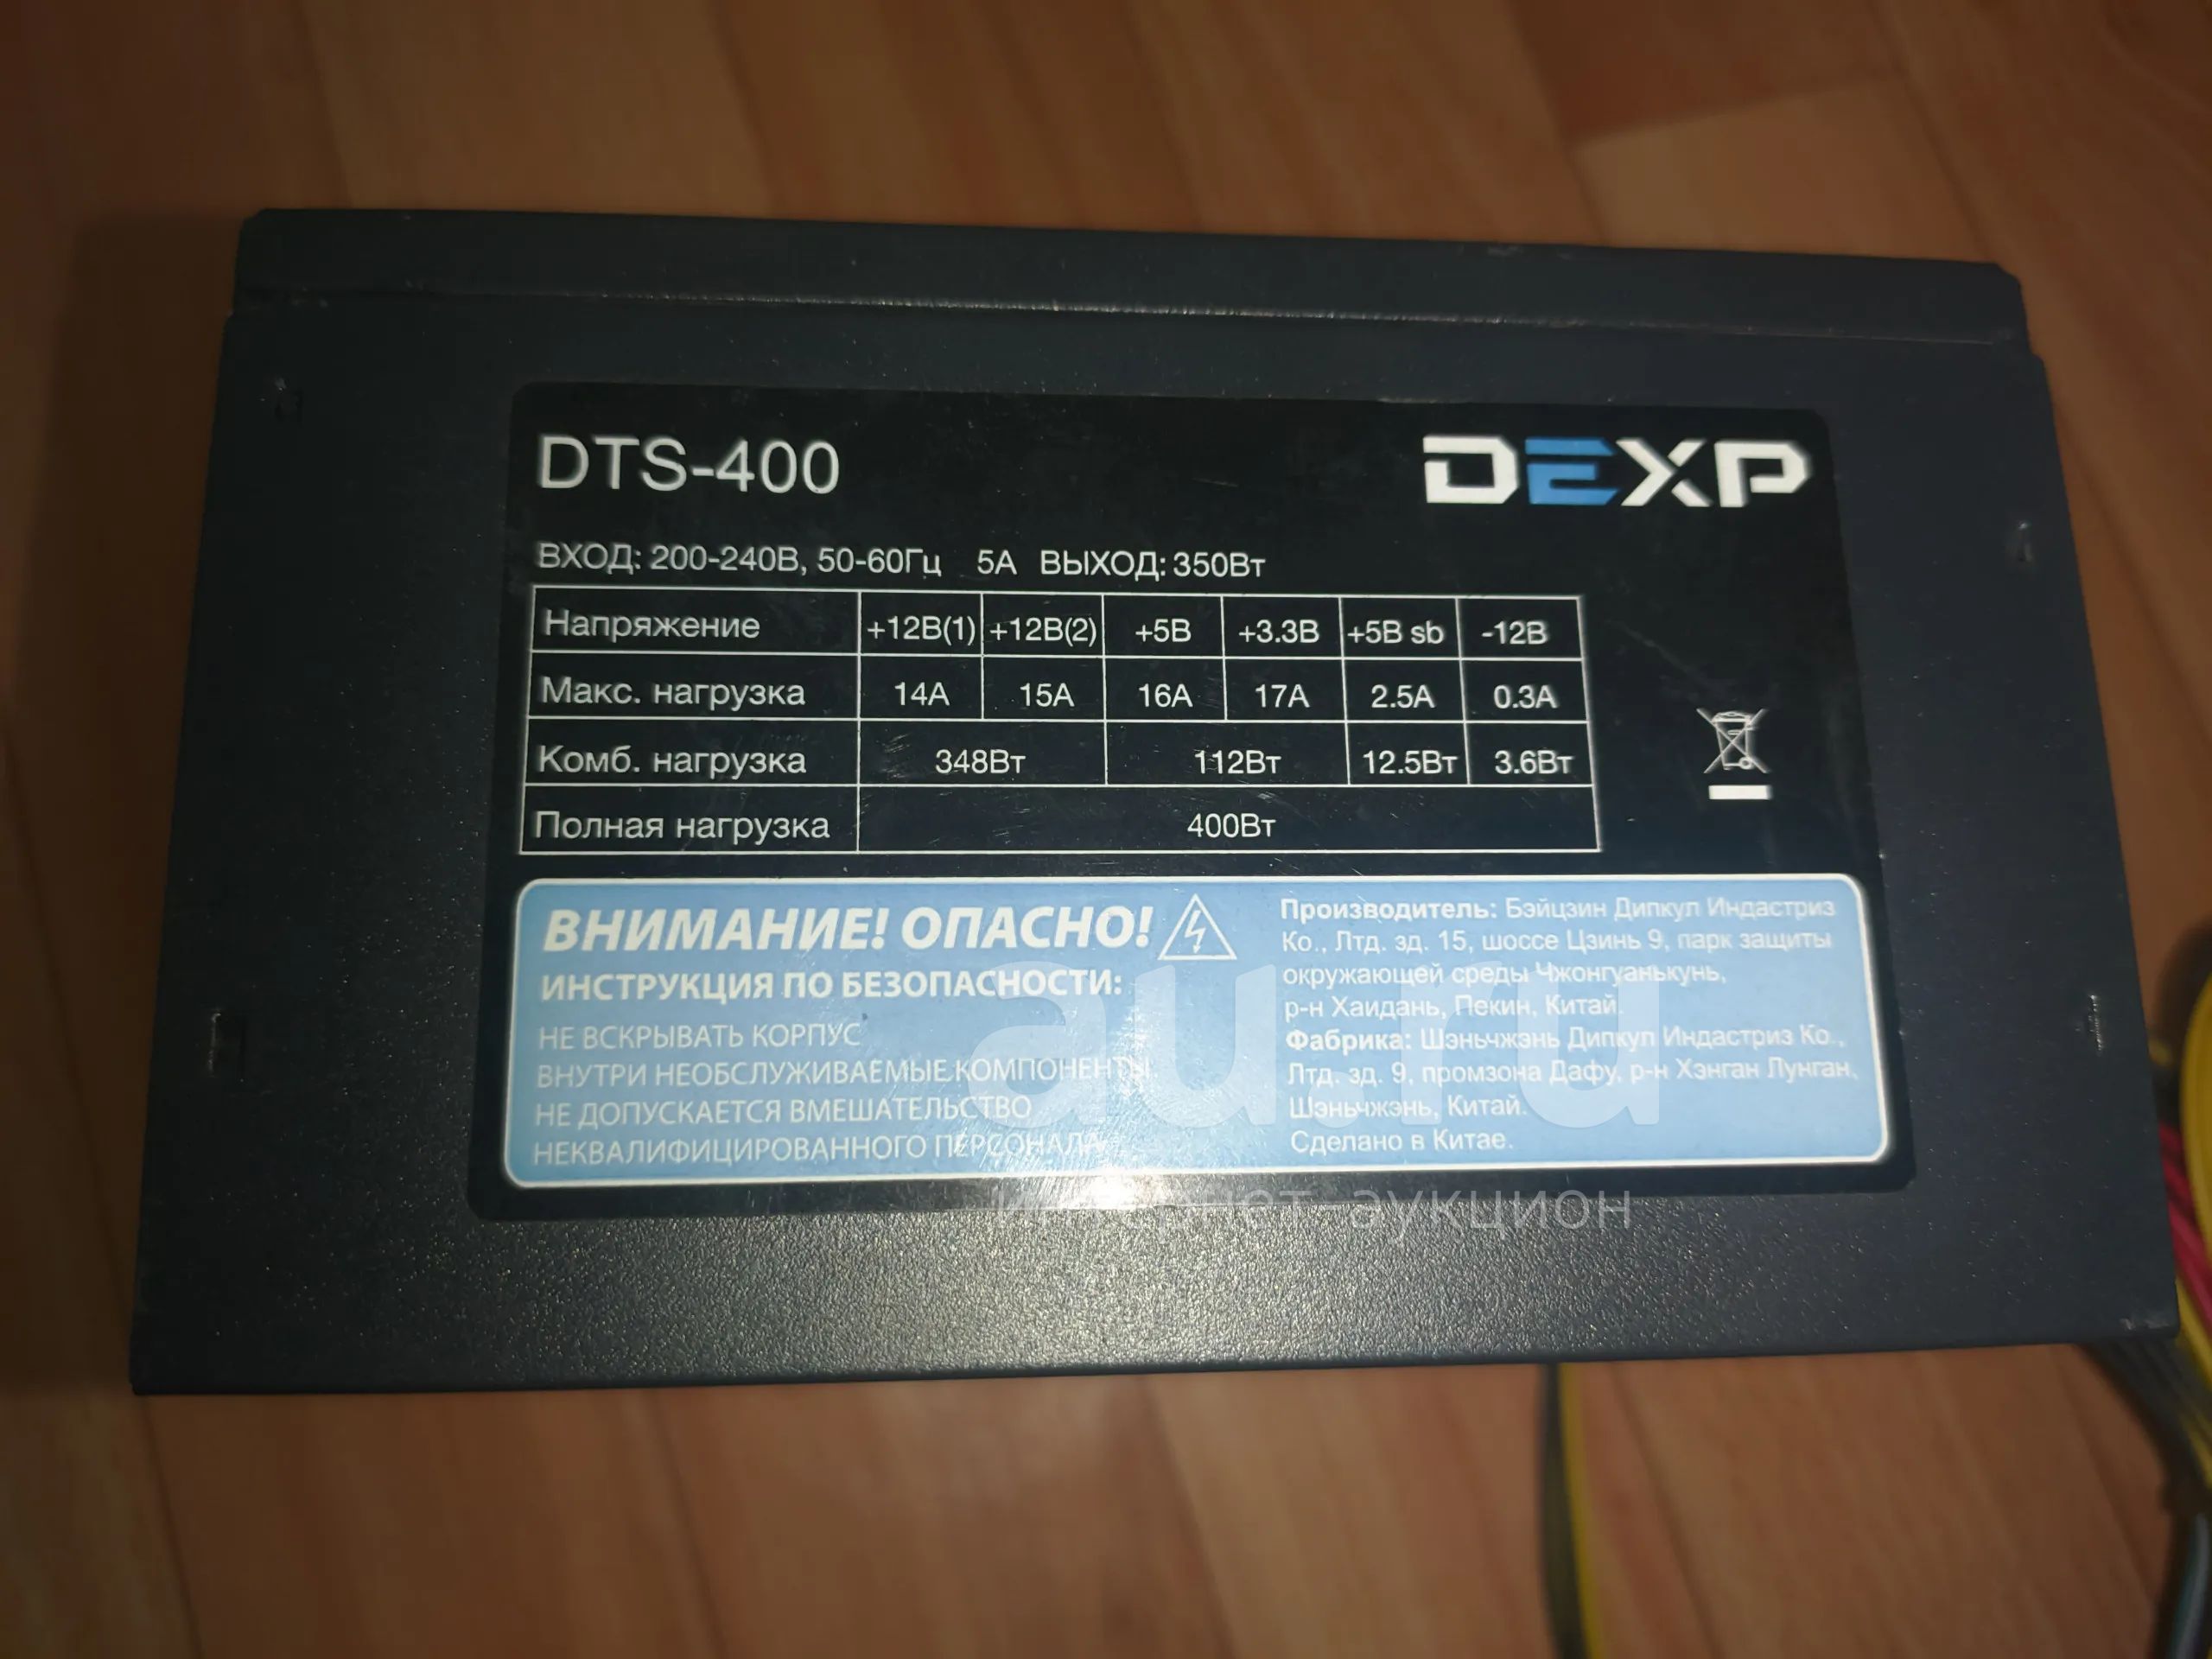 DTS-400
DEXP
ВХОД: 200-240В, 50-60Гц 5А ВЫХОД: 350Вт
Напряжение +12В(1) +12В(2) +5В +3.3В +5В sb -12В
Макс. нагрузка 14А 15А 16А 17А 2.5А 0.3А
Комб. нагрузка 348Вт 112Вт 12.5Вт 3.6Вт
Полная нагрузка 400Вт
ВНИМАНИЕ! ОПАСНО!
ИНСТРУКЦИЯ ПО БЕЗОПАСНОСТИ:
НЕ ВСКРЫВАТЬ КОРПУС
ВНУТРИ НЕОБСЛУЖИВАЕМЫЕ КОМПОНЕНТЫ
НЕ ДОПУСКАЕТСЯ ВМЕШАТЕЛЬСТВО
НЕКВАЛИФИЦИРОВАННОГО ПЕРСОНАЛА
Производитель: Бэйцзин Дипкул Индастриз
Ко., Лтд. зд. 15, шоссе Цзинь 9, парк защиты
окружающей среды Чжонгуанькунь,
р-н Хаидань, Пекин, Китай.
Фабрика: Шэньчжэнь Дипкул Индастриз Ко.,
Лтд. зд. 9, промзона Дафу, р-н Хэнган Лунган,
Шэньчжэнь, Китай.
Сделано в Китае.
au.ru
интернет-аукцион